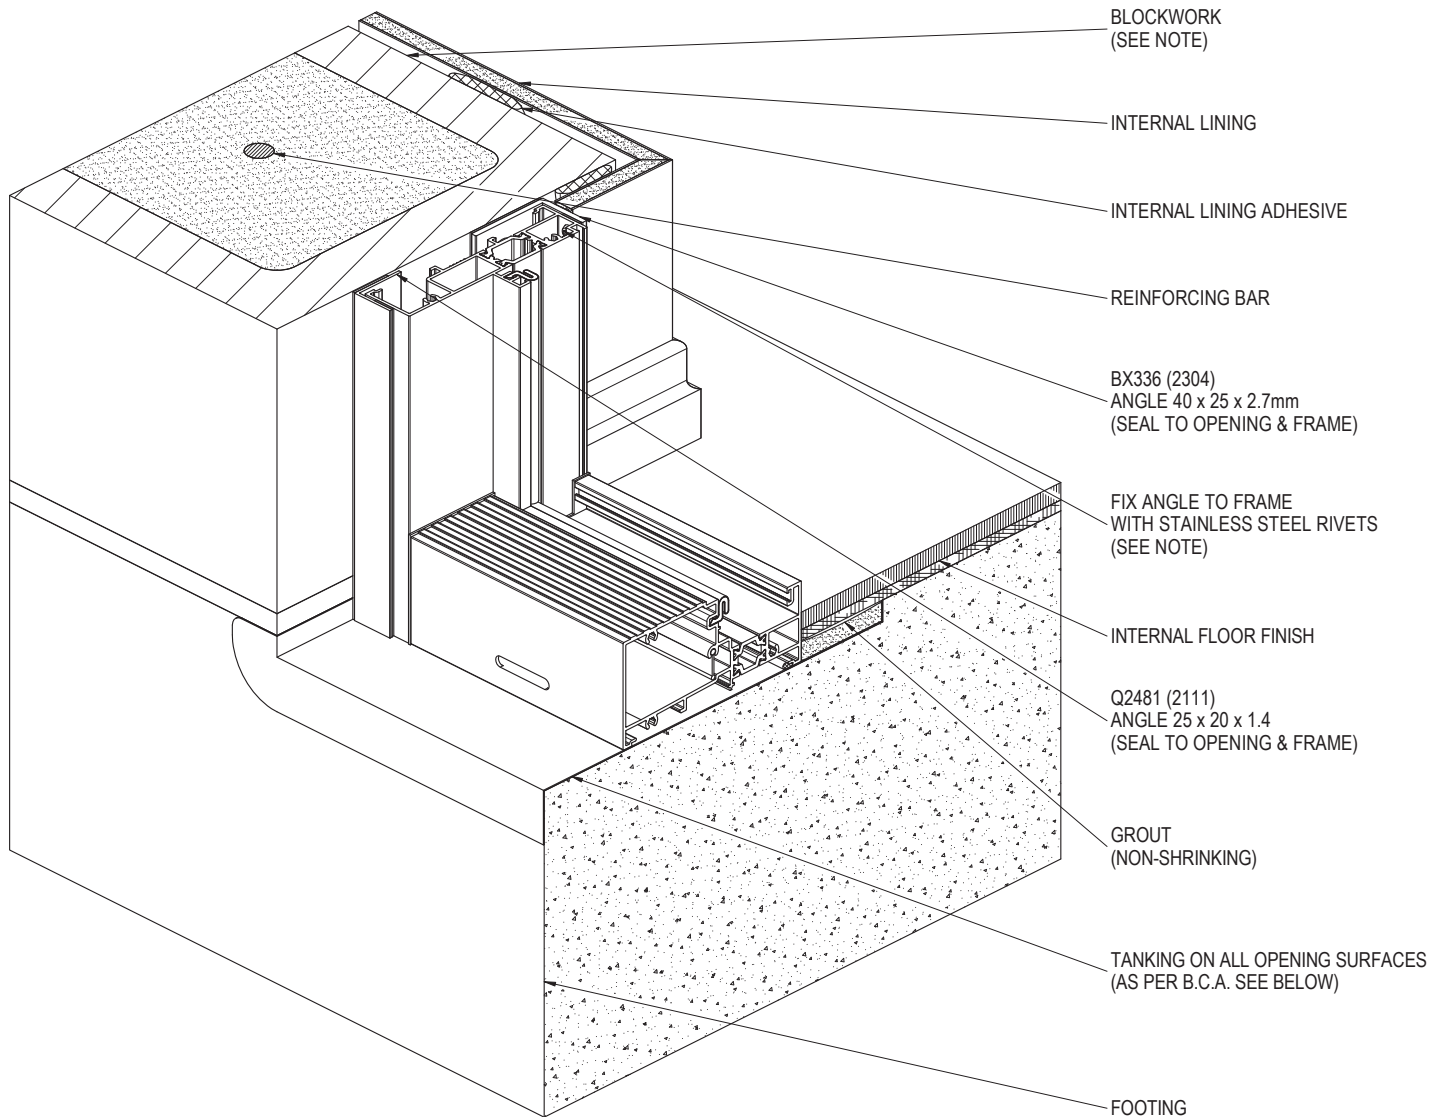 BLOCKWORK
(SEE NOTE)
INTERNAL LINING
INTERNAL LINING ADHESIVE
REINFORCING BAR
BX336 (2304)
ANGLE 40 x 25 x 2.7mm
(SEAL TO OPENING & FRAME)
FIX ANGLE TO FRAME
WITH STAINLESS STEEL RIVETS
(SEE NOTE)
INTERNAL FLOOR FINISH
Q2481 (2111)
ANGLE 25 x 20 x 1.4
(SEAL TO OPENING & FRAME)
GROUT
(NON-SHRINKING)
TANKING ON ALL OPENING SURFACES
(AS PER B.C.A. SEE BELOW)
FOOTING